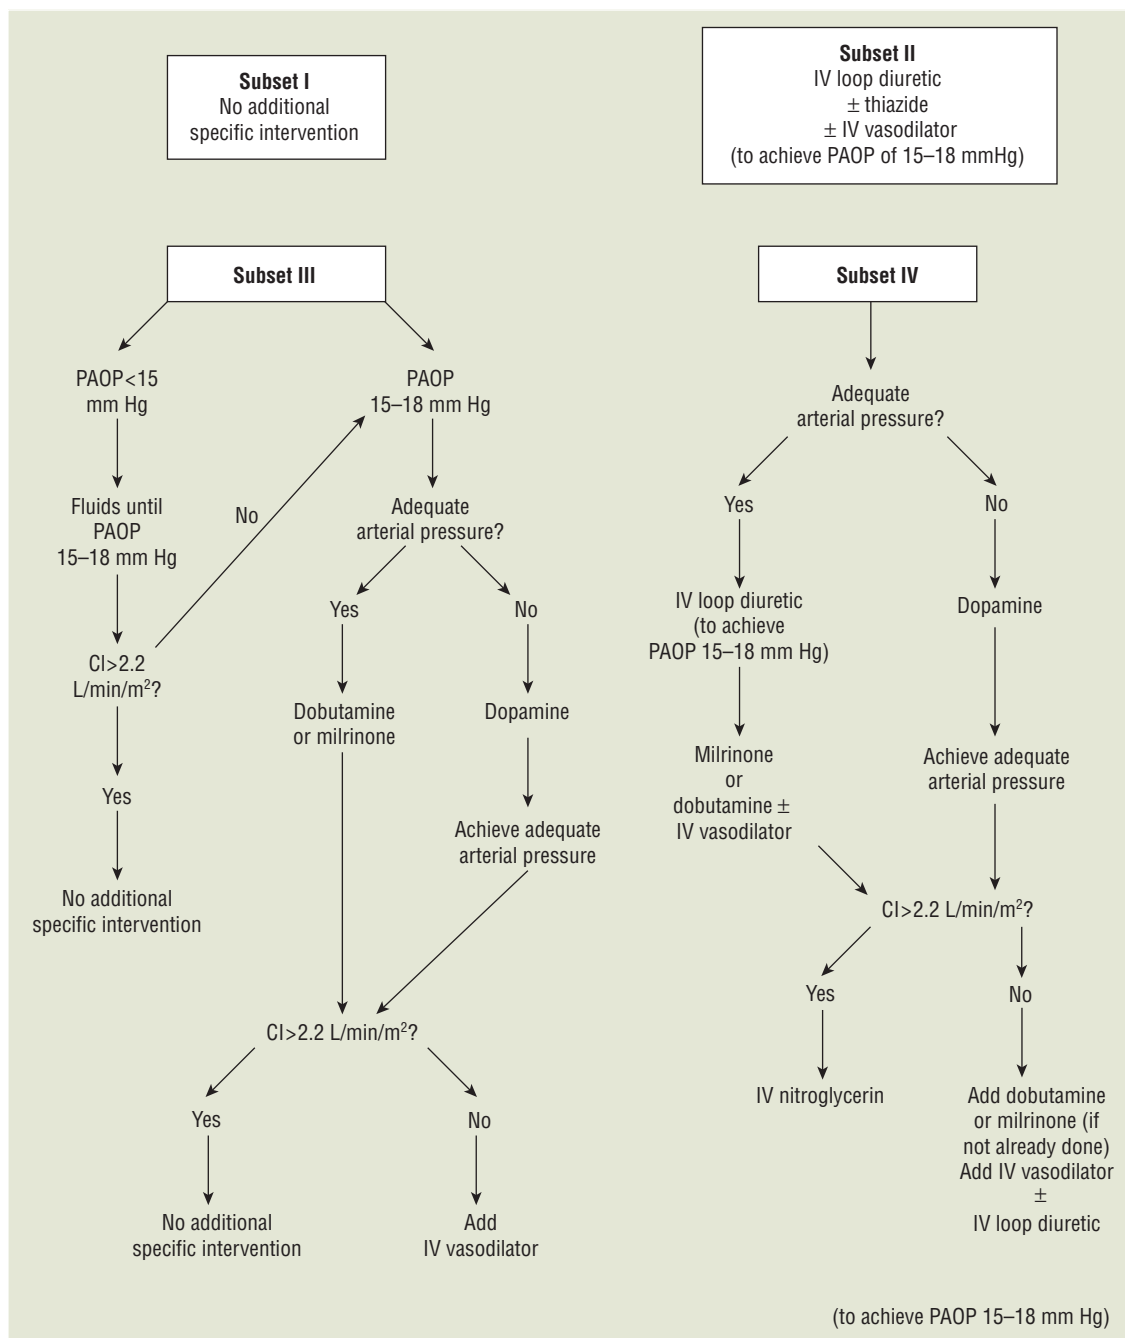 Subset I
No additional
specific intervention
Subset II
IV loop diuretic
± thiazide
± IV vasodilator
(to achieve PAOP of 15–18 mmHg)
Subset III
PAOP<15
mm Hg
Fluids until
PAOP
15–18 mm Hg
CI>2.2
L/min/m²?
No
Yes
No additional
specific intervention
PAOP
15–18 mm Hg
Adequate
arterial pressure?
Yes
Dobutamine
or milrinone
No
Dopamine
Achieve adequate
arterial pressure
CI>2.2 L/min/m²?
Yes
No additional
specific intervention
No
Add
IV vasodilator
Subset IV
Adequate
arterial pressure?
Yes
IV loop diuretic
(to achieve
PAOP 15–18 mm Hg)
Milrinone
or
dobutamine ±
IV vasodilator
No
Dopamine
Achieve adequate
arterial pressure
CI>2.2 L/min/m²?
Yes
IV nitroglycerin
No
Add dobutamine
or milrinone (if
not already done)
Add IV vasodilator
±
IV loop diuretic
(to achieve PAOP 15–18 mm Hg)